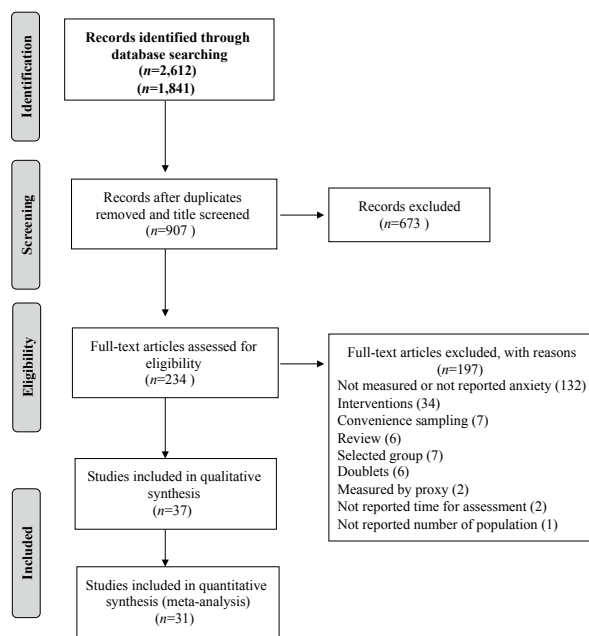 Identification
Records identified through
database searching
(n=2,612)
(n=1,841)
Screening
Records after duplicates
removed and title screened
(n=907 )
Records excluded
(n=673 )
Eligibility
Full-text articles assessed for
eligibility
(n=234 )
Full-text articles excluded, with reasons
(n=197)
Not measured or not reported anxiety (132)
Interventions (34)
Convenience sampling (7)
Review (6)
Selected group (7)
Doublets (6)
Measured by proxy (2)
Not reported time for assessment (2)
Not reported number of population (1)
Included
Studies included in qualitative
synthesis
(n=37)
Studies included in quantitative
synthesis (meta-analysis)
(n=31)